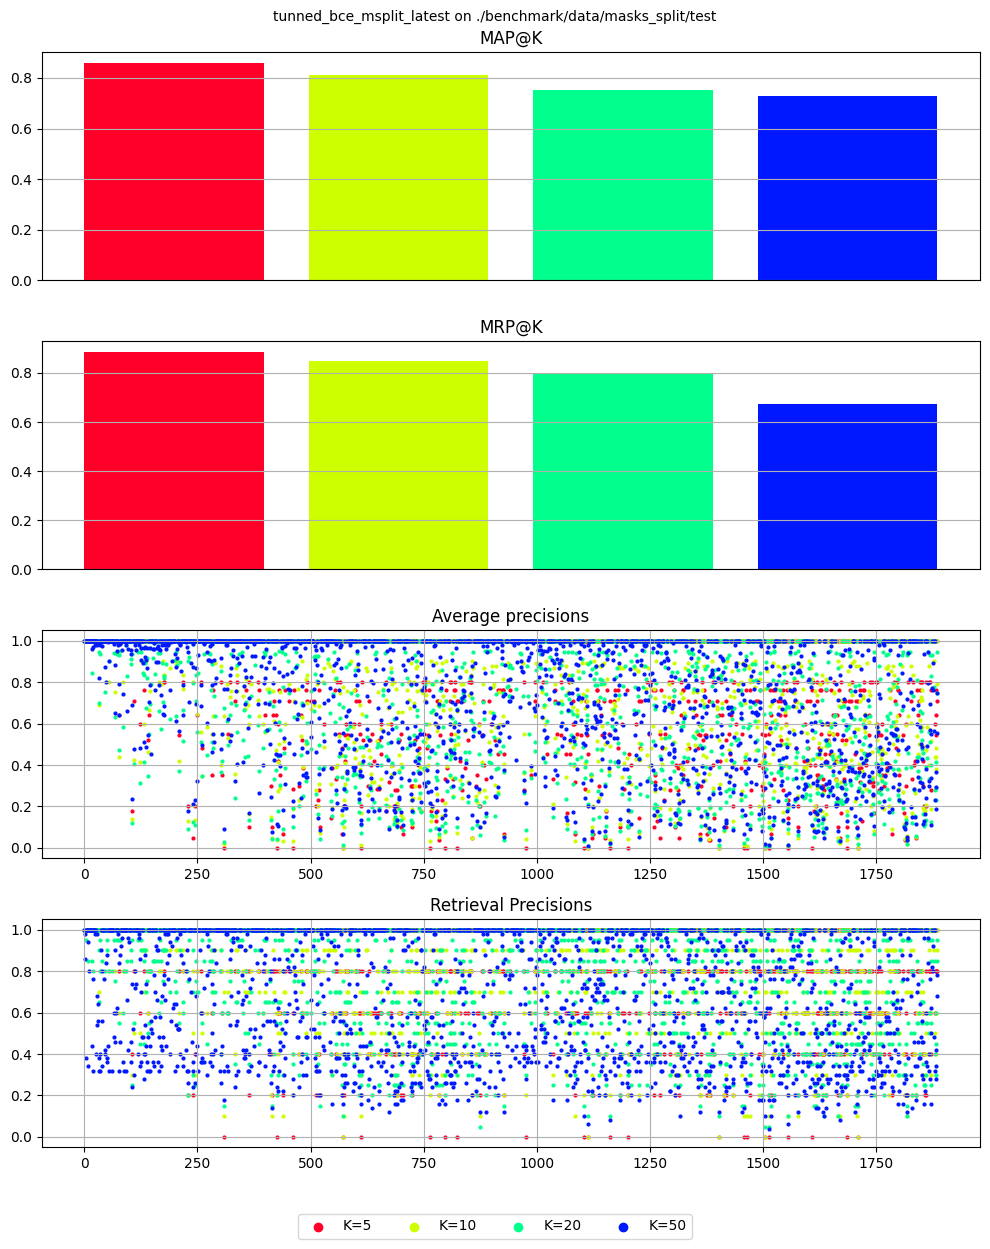 tunned_bce_msplit_latest on ./benchmark/data/masks_split/test
MAP@K
0.8
0.6
0.4
0.2
0.0
MRP@K
0.8
0.6
0.4
0.2
0.0
Average precisions
1.0
0.8
0.6
0.4
0.2
0.0
0 250 500 750 1000 1250 1500 1750
Retrieval Precisions
1.0
0.8
0.6
0.4
0.2
0.0
0 250 500 750 1000 1250 1500 1750
K=5 K=10 K=20 K=50